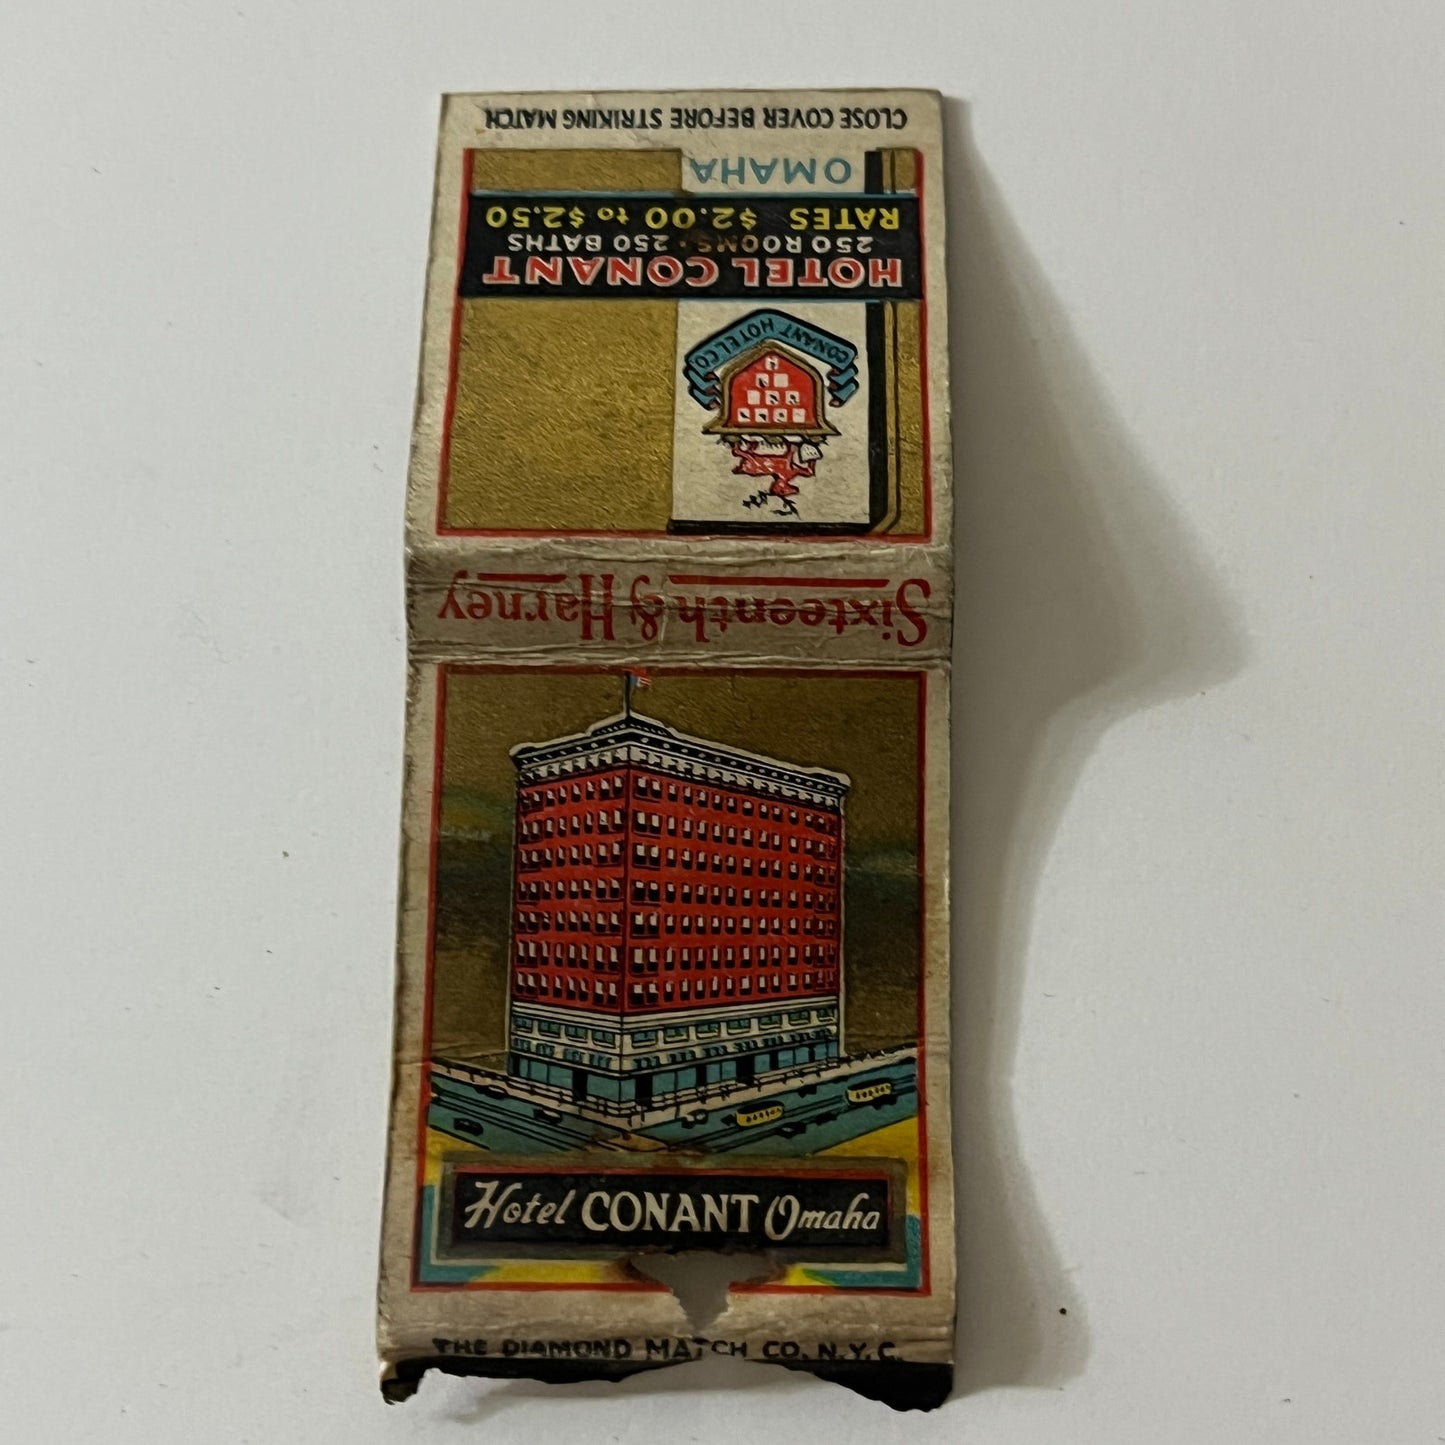 CLOSE COVER BEFORE STRIKING MATCH
OMAHA
RATES $2.00 to $2.50
250 ROOMS · 250 BATHS
HOTEL CONANT
CONANT HOTEL CO.
Sixteenth & Harney
Hotel CONANT Omaha
THE DIAMOND MATCH CO., N.Y.C.